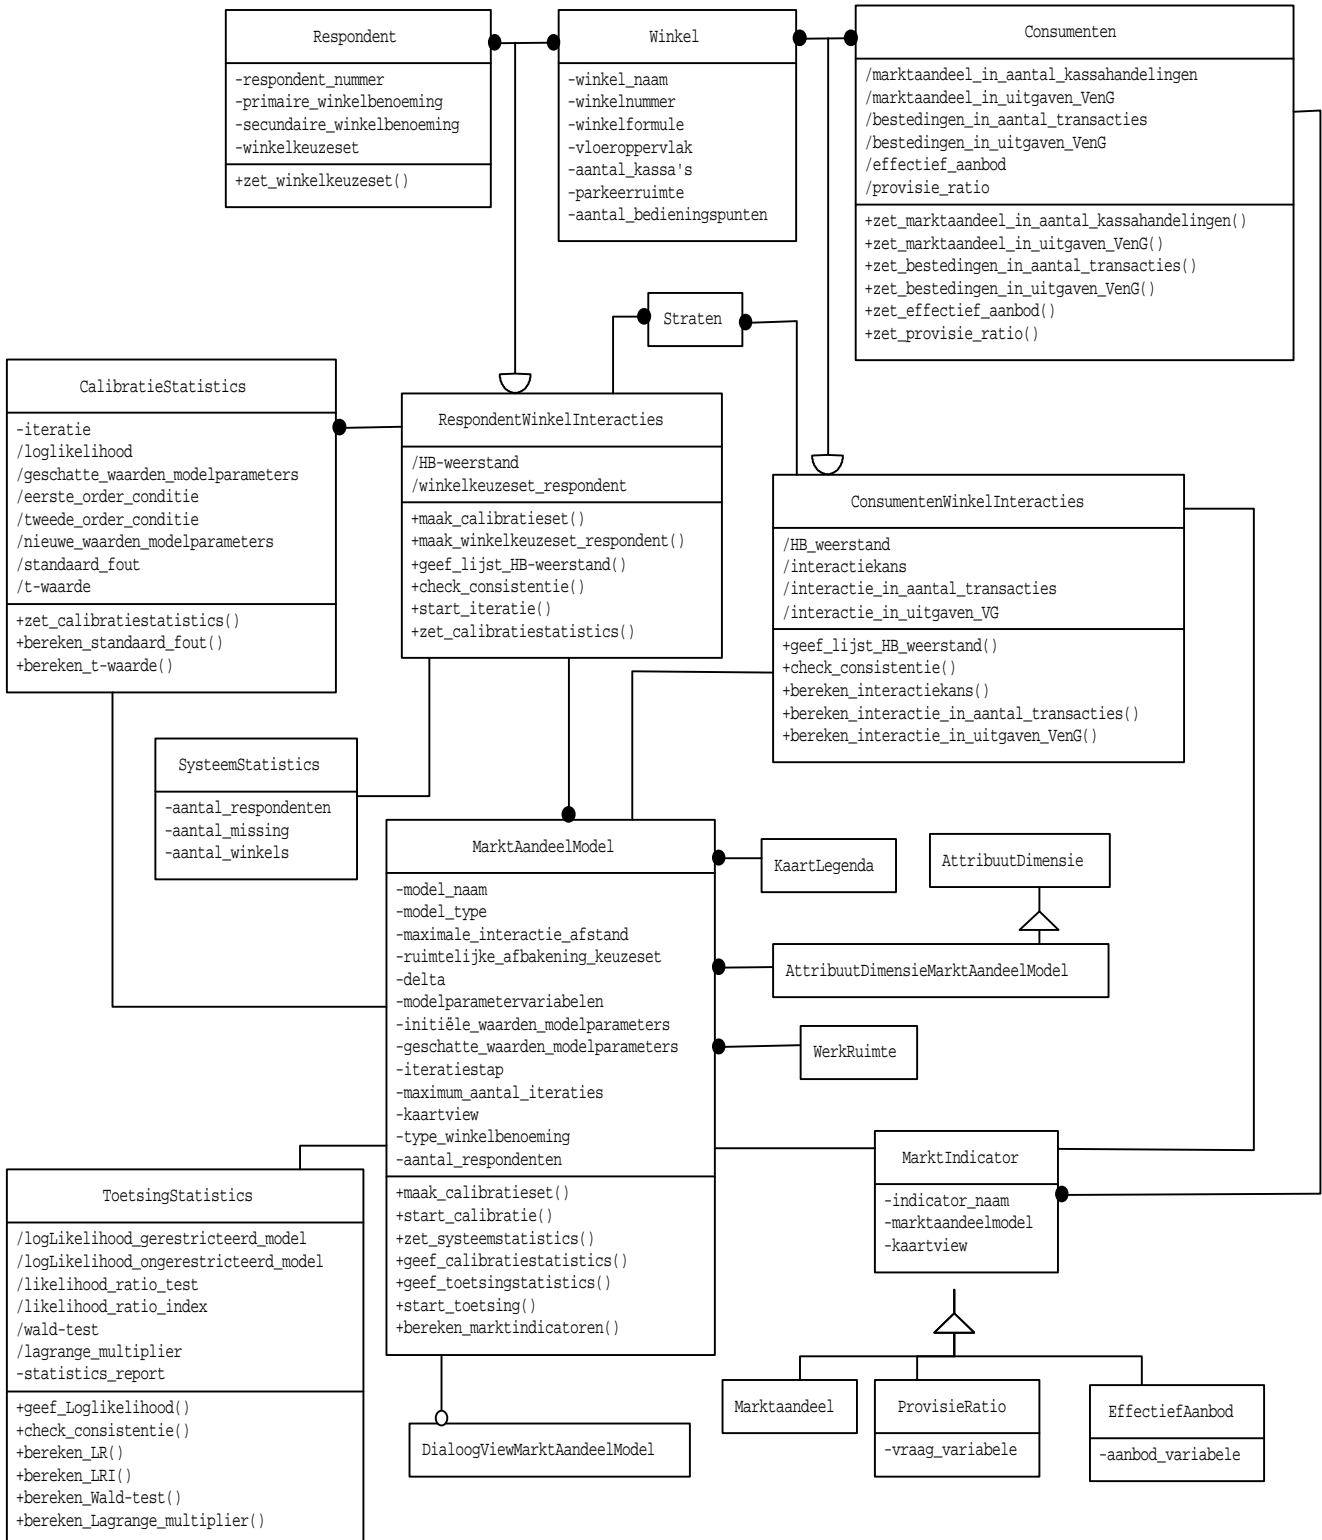 Respondent
-respondent_nummer
-primaire_winkelbenoeming
-secundaire_winkelbenoeming
-winkelkeuzeset
+zet_winkelkeuzeset()
Winkel
-winkel_naam
-winkelnummer
-winkelformule
-vloeroppervlak
-aantal_kassa's
-parkeerruimte
-aantal_bedieningspunten
Consumenten
/marktaandeel_in_aantal_kassahandelingen
/marktaandeel_in_uitgaven_VenG
/bestedingen_in_aantal_transacties
/bestedingen_in_uitgaven_VenG
/effectief_aanbod
/provisie_ratio
+zet_marktaandeel_in_aantal_kassahandelingen()
+zet_marktaandeel_in_uitgaven_VenG()
+zet_bestedingen_in_aantal_transacties()
+zet_bestedingen_in_uitgaven_VenG()
+zet_effectief_aanbod()
+zet_provisie_ratio()
Straten
CalibratieStatistics
-iteratie
/loglikelihood
/geschatte_waarden_modelparameters
/eerste_order_conditie
/tweede_order_conditie
/nieuwe_waarden_modelparameters
/standaard_fout
/t-waarde
+zet_calibratiestatistics()
+bereken_standaard_fout()
+bereken_t-waarde()
RespondentWinkelInteracties
/HB-weerstand
/winkelkeuzeset_respondent
+maak_calibratieset()
+maak_winkelkeuzeset_respondent()
+geef_lijst_HB-weerstand()
+check_consistentie()
+start_iteratie()
+zet_calibratiestatistics()
ConsumentenWinkelInteracties
/HB_weerstand
/interactiekans
/interactie_in_aantal_transacties
/interactie_in_uitgaven_VG
+geef_lijst_HB_weerstand()
+check_consistentie()
+bereken_interactiekans()
+bereken_interactie_in_aantal_transacties()
+bereken_interactie_in_uitgaven_VenG()
SysteemStatistics
-aantal_respondenten
-aantal_missing
-aantal_winkels
MarktAandeelModel
-model_naam
-model_type
-maximale_interactie_afstand
-ruimtelijke_afbakening_keuzeset
-delta
-modelparametervariabelen
-initiële_waarden_modelparameters
-geschatte_waarden_modelparameters
-iteratiestap
-maximum_aantal_iteraties
-kaartview
-type_winkelbenoeming
-aantal_respondenten
+maak_calibratieset()
+start_calibratie()
+zet_systeemstatistics()
+geef_calibratiestatistics()
+geef_toetsingstatistics()
+start_toetsing()
+bereken_marktindicatoren()
KaartLegenda
AttribuutDimensie
AttribuutDimensieMarktAandeelModel
WerkRuimte
MarktIndicator
-indicator_naam
-marktaandeelmodel
-kaartview
ToetsingStatistics
/logLikelihood_gerestricteerd_model
/logLikelihood_ongerestricteerd_model
/likelihood_ratio_test
/likelihood_ratio_index
/wald-test
/lagrange_multiplier
-statistics_report
+geef_Loglikelihood()
+check_consistentie()
+bereken_LR()
+bereken_LRI()
+bereken_Wald-test()
+bereken_Lagrange_multiplier()
DialoogViewMarktAandeelModel
Marktaandeel
ProvisieRatio
-vraag_variabele
EffectiefAanbod
-aanbod_variabele